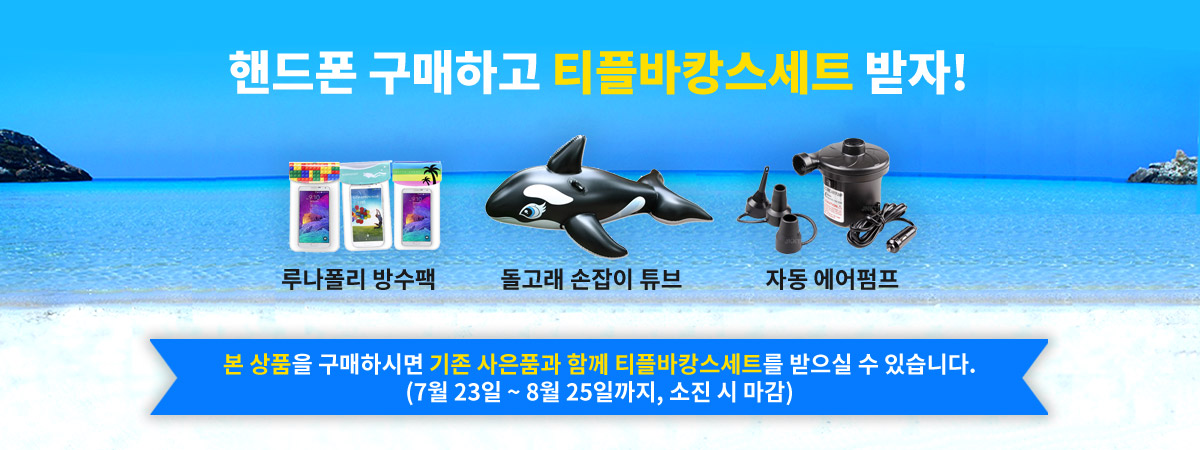 핸드폰 구매하고 티플바캉스세트 받자!
루나폴리 방수팩
돌고래 손잡이 튜브
자동 에어펌프
본 상품을 구매하시면 기존 사은품과 함께 티플바캉스세트를 받으실 수 있습니다.
(7월 23일 ~ 8월 25일까지, 소진 시 마감)